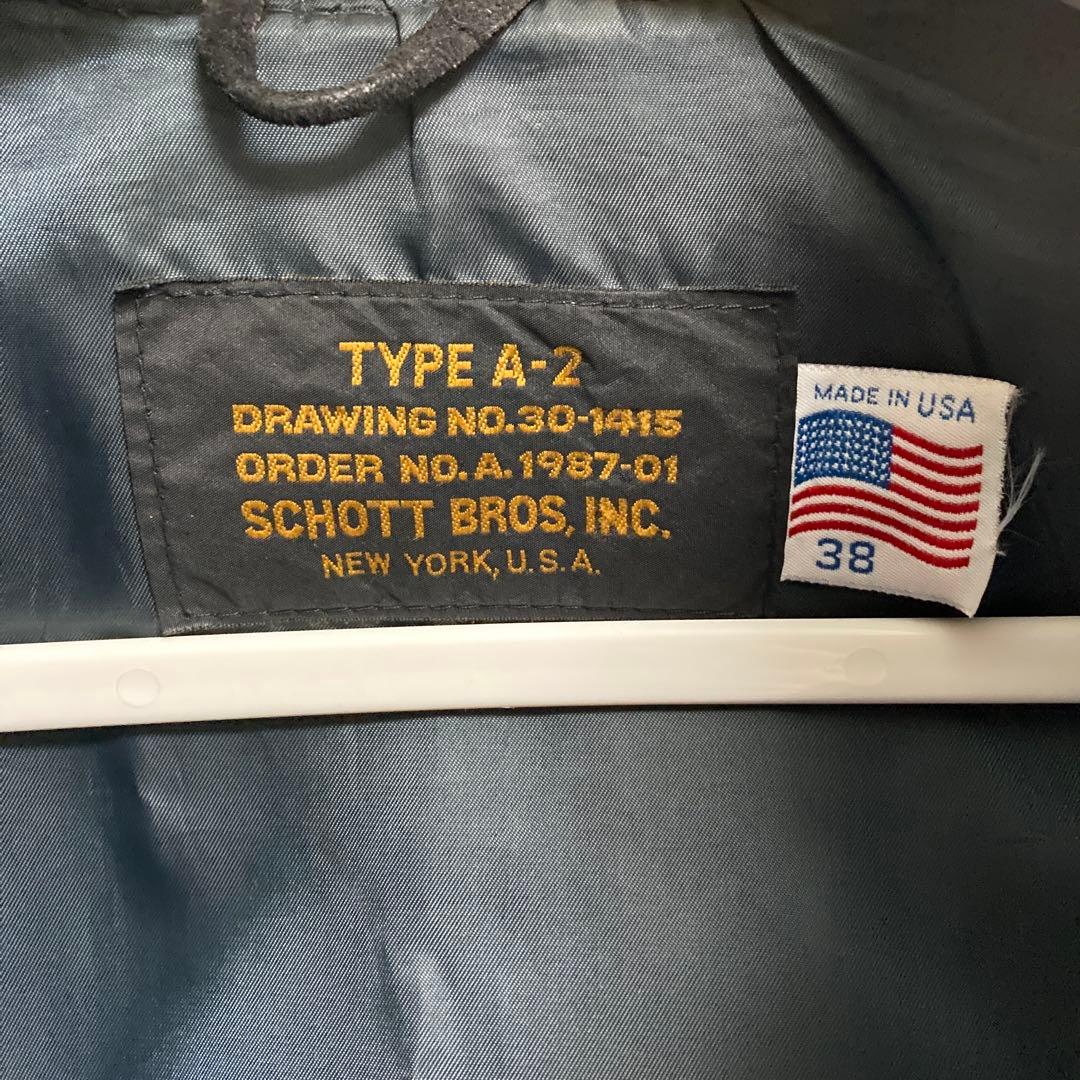 TYPE A-2
DRAWING NO.30-1415
ORDER NO.A.1987-01
SCHOTT BROS, INC.
NEW YORK, U.S.A.
MADE IN USA
38